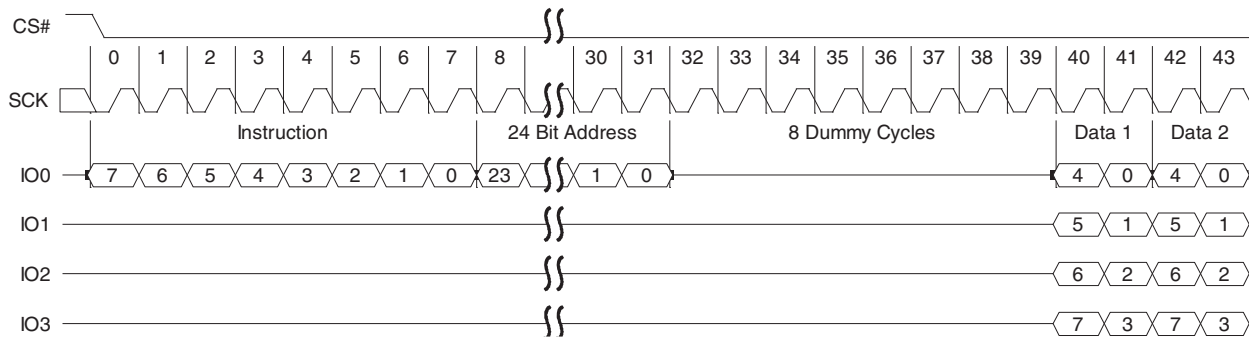 CS#
0 1 2 3 4 5 6 7 8 30 31 32 33 34 35 36 37 38 39 40 41 42 43
SCK
Instruction 24 Bit Address 8 Dummy Cycles Data 1 Data 2
IO0 7 6 5 4 3 2 1 0 23 1 0 4 0 4 0
IO1 5 1 5 1
IO2 6 2 6 2
IO3 7 3 7 3